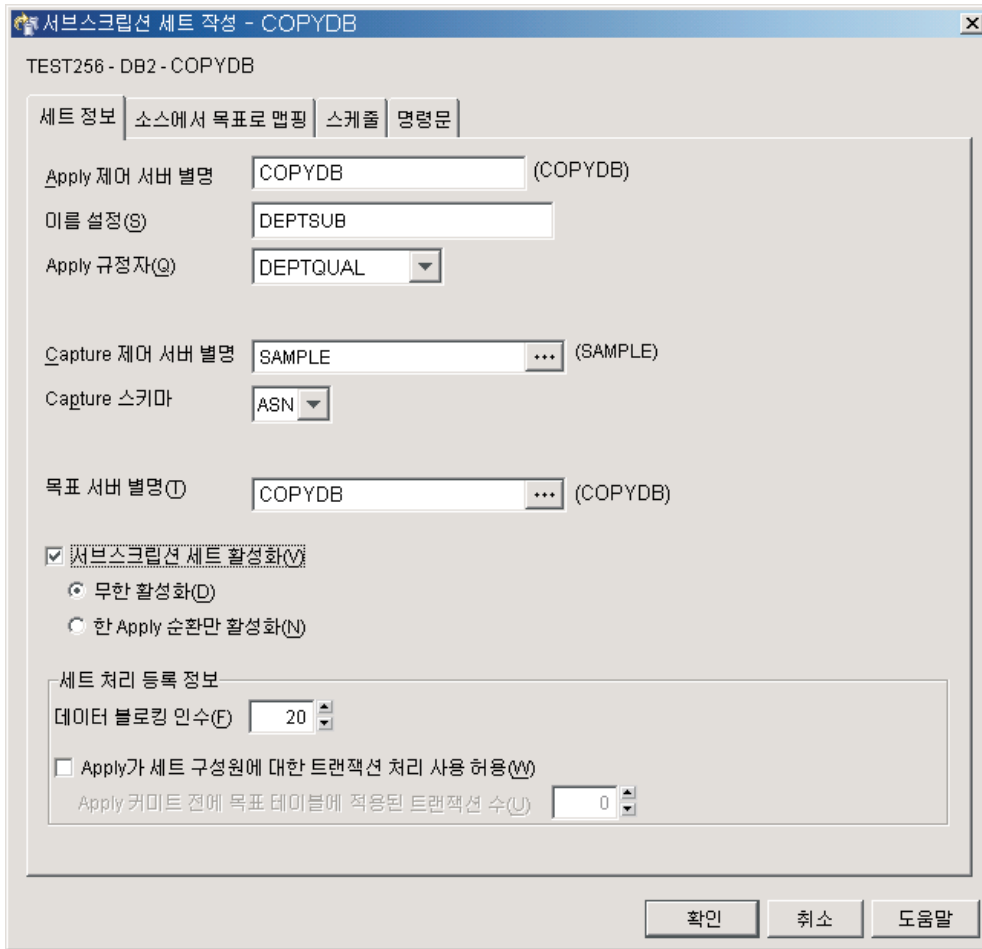 서브스크립션 세트 작성 - COPYDB
TEST256 - DB2 - COPYDB
세트 정보 소스에서 목표로 맵핑 스케줄 명령문
Apply 제어 서버 별명 COPYDB (COPYDB)
이름 설정(S) DEPTSUB
Apply 규정자(Q) DEPTQUAL
Capture 제어 서버 별명 SAMPLE ... (SAMPLE)
Capture 스키마 ASN
목표 서버 별명(T) COPYDB ... (COPYDB)
서브스크립션 세트 활성화(V)
무한 활성화(D)
한 Apply 순환만 활성화(N)
세트 처리 등록 정보
데이터 블로킹 인수(F) 20
Apply가 세트 구성원에 대한 트랜잭션 처리 사용 허용(W)
Apply 커미트 전에 목표 테이블에 적용된 트랜잭션 수(U) 0
확인 취소 도움말